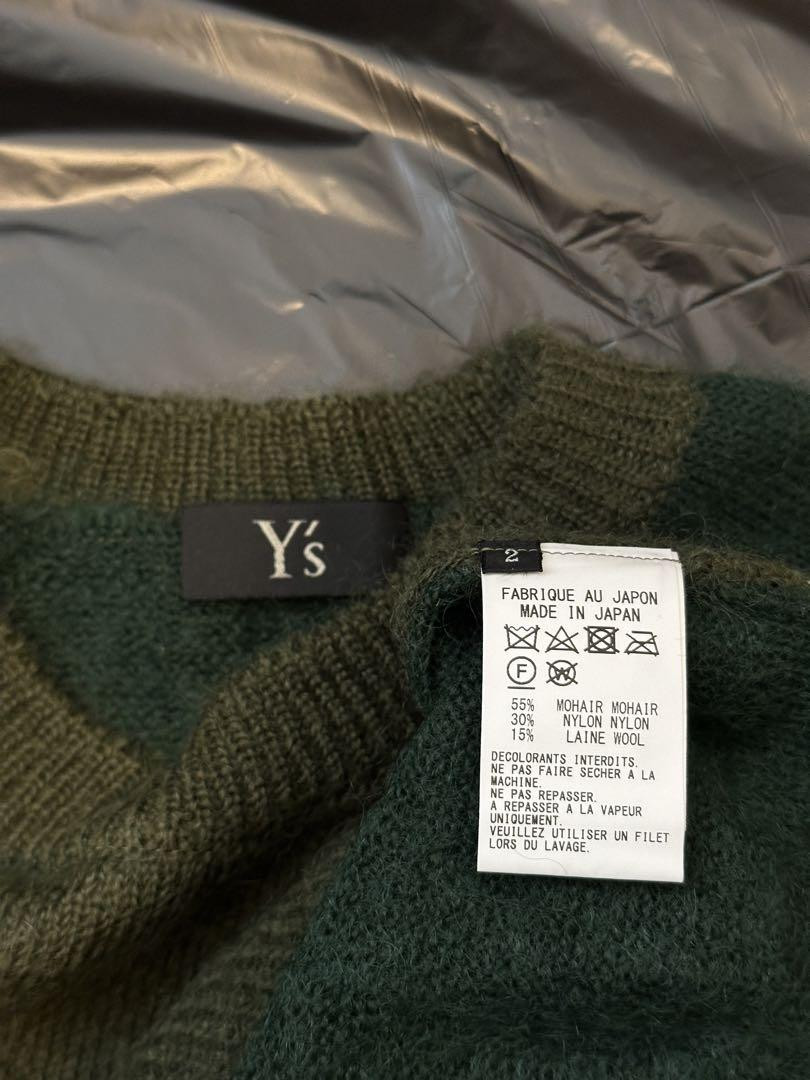 Y's
2
FABRIQUE AU JAPON
MADE IN JAPAN
F W
55% MOHAIR MOHAIR
30% NYLON NYLON
15% LAINE WOOL
DECOLORANTS INTERDITS.
NE PAS FAIRE SECHER A LA
MACHINE.
NE PAS REPASSER.
A REPASSER A LA VAPEUR
UNIQUEMENT.
VEUILLEZ UTILISER UN FILET
LORS DU LAVAGE.